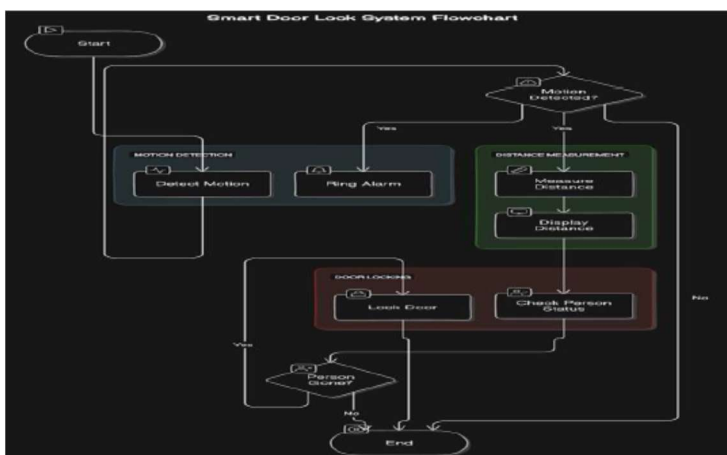 Smart Door Lock System Flowchart
Start
Motion
Detected?
Yes
Yes
MOTION DETECTION
DISTANCE MEASUREMENT
Detect Motion
Ring Alarm
Measure
Distance
Display
Distance
DOOR LOCKING
No
Lock Door
Check Person
Status
Yes
Person
Gone?
No
End